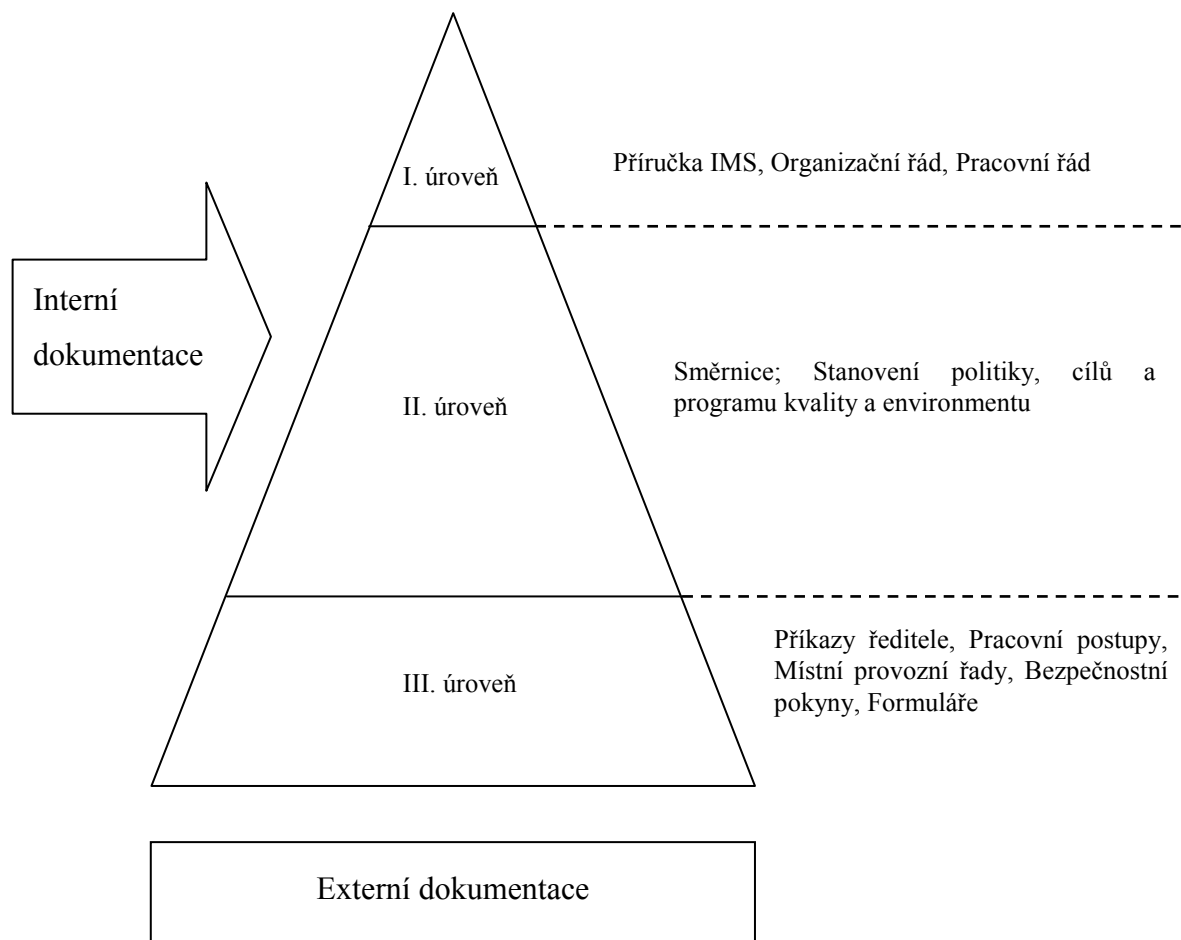 I. úroveň
Příručka IMS, Organizační řád, Pracovní řád
Interní
dokumentace
II. úroveň
Směrnice; Stanovení politiky, cílů a
programu kvality a environmentu
III. úroveň
Příkazy ředitele, Pracovní postupy,
Místní provozní řady, Bezpečnostní
pokyny, Formuláře
Externí dokumentace